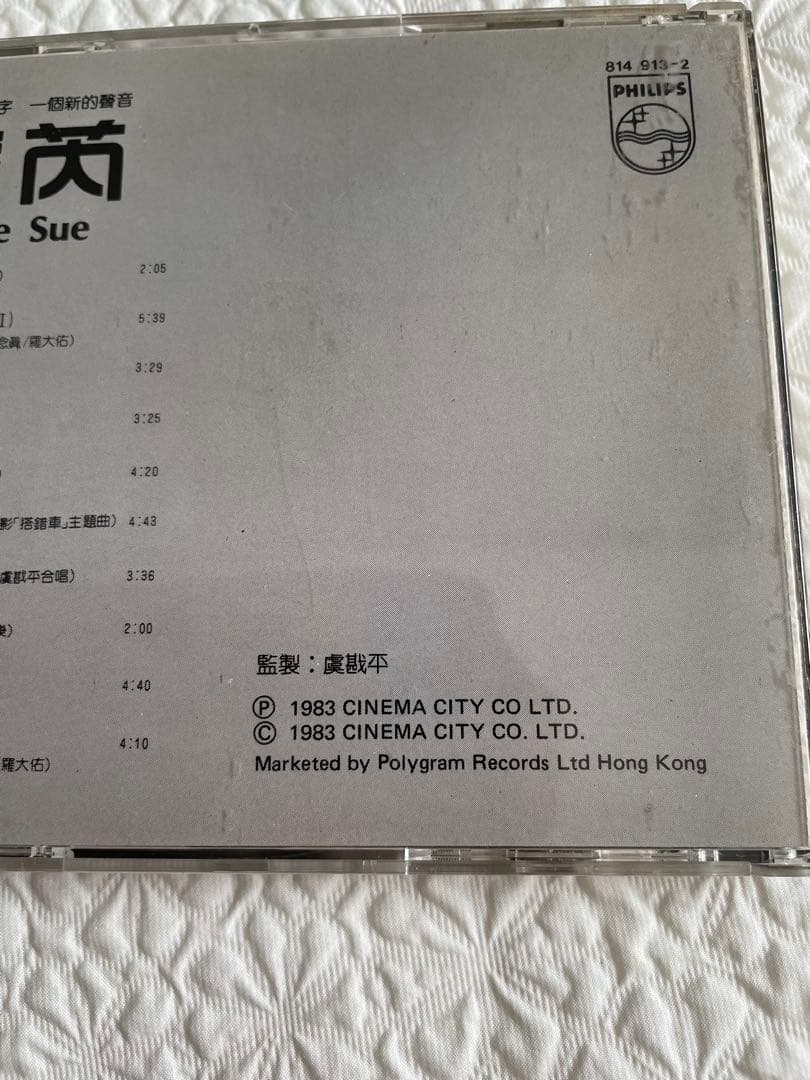 字 一個新的聲音
芮
e Sue
814 913-2
PHILIPS
) 2:05
II) 5:39
念眞/羅大佑)
3:29
3:25
) 4:20
影「搭錯車」主題曲) 4:43
虞戡平合唱) 3:36
) 2:00
4:40
4:10
羅大佑)
監製：虞戡平
Ⓟ 1983 CINEMA CITY CO LTD.
Ⓒ 1983 CINEMA CITY CO. LTD.
Marketed by Polygram Records Ltd Hong Kong